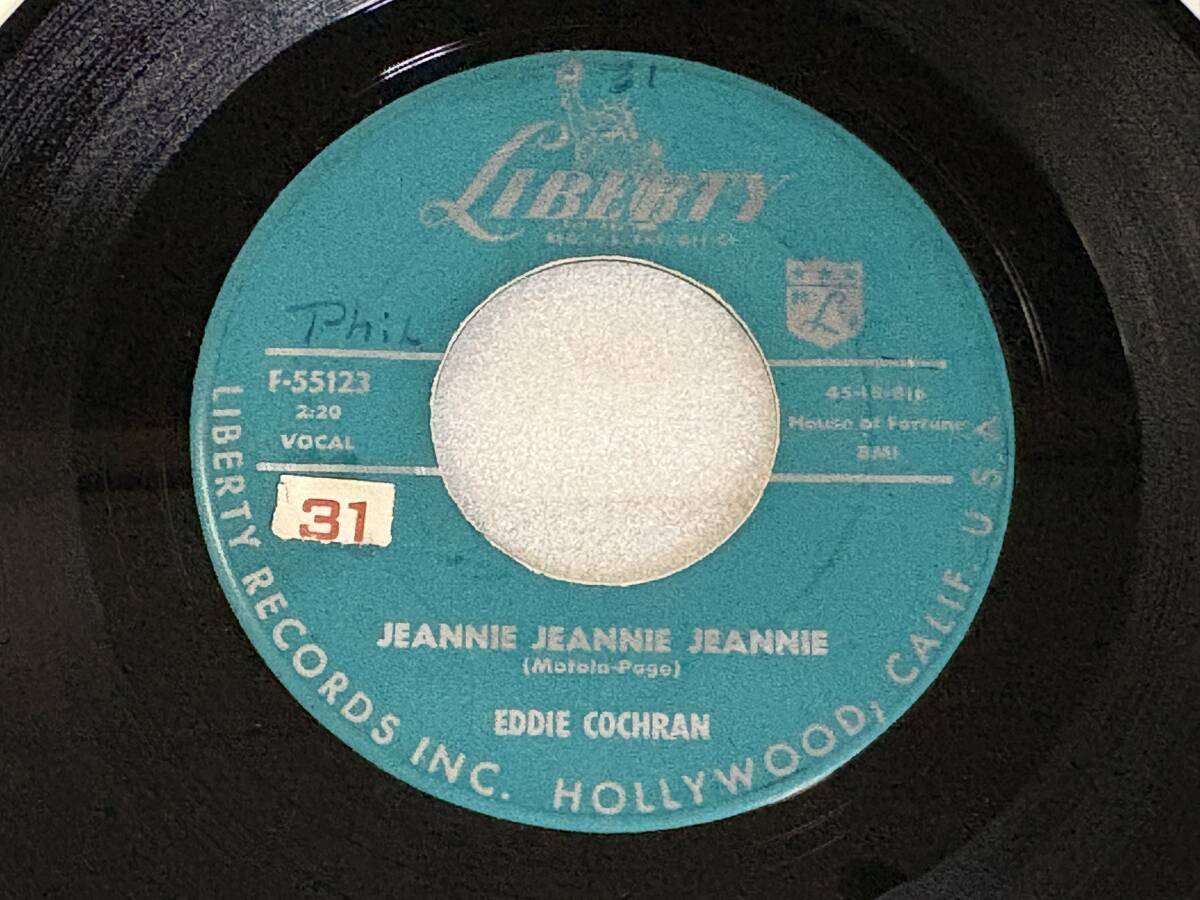 31
LIBERTY
Phil
F-55123
2:20
VOCAL
House of Fortune
BMI
31
JEANNIE JEANNIE JEANNIE
(Motola-Page)
EDDIE COCHRAN
LIBERTY RECORDS INC. HOLLYWOOD, CALIF. U S A